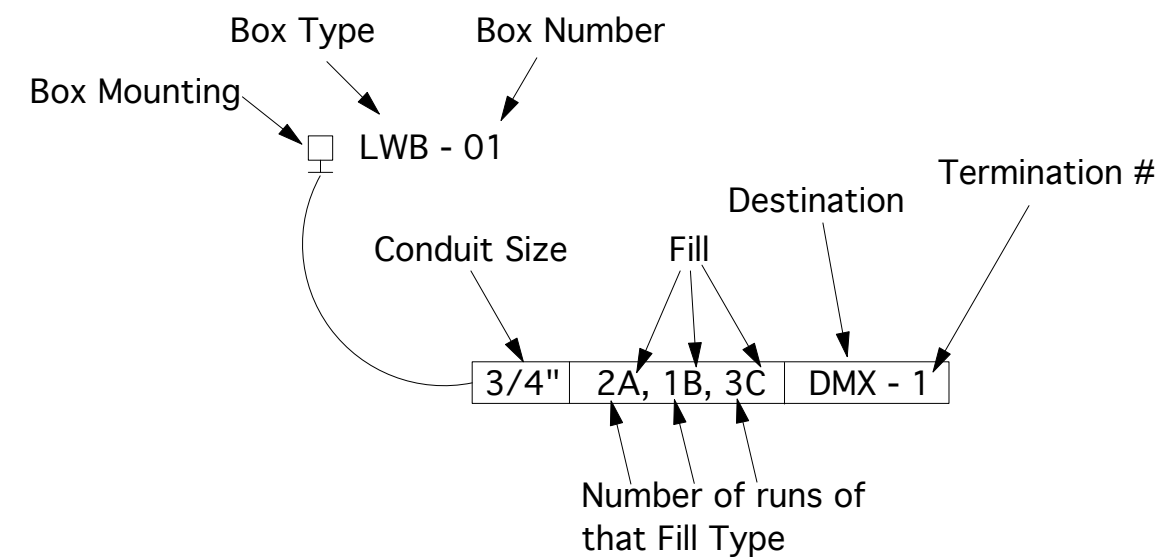 Box Type
Box Number
Box Mounting
LWB - 01
Termination #
Destination
Conduit Size
Fill
3/4" 2A, 1B, 3C DMX - 1
Number of runs of
that Fill Type